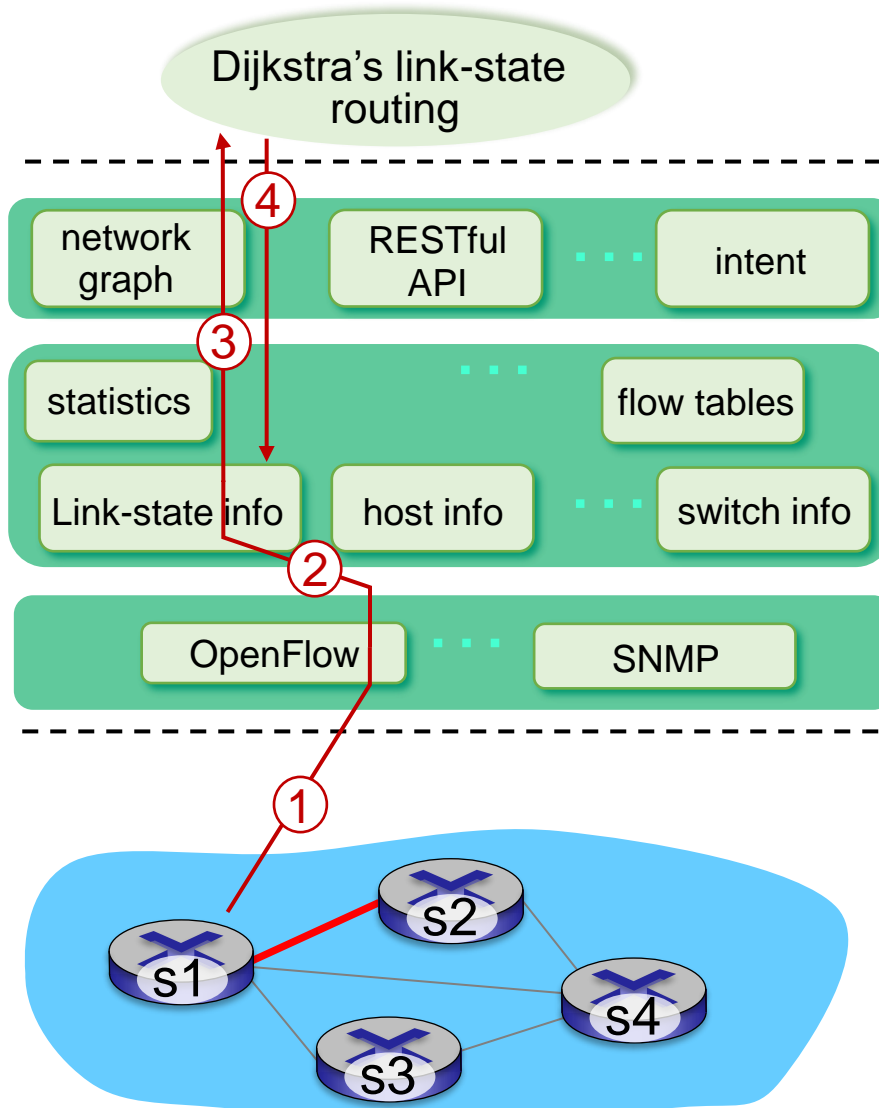 Dijkstra’s link-state
routing
4
network
graph
RESTful
API
intent
3
statistics
flow tables
Link-state info
host info
switch info
2
OpenFlow
SNMP
1
s2
s1
s4
s3